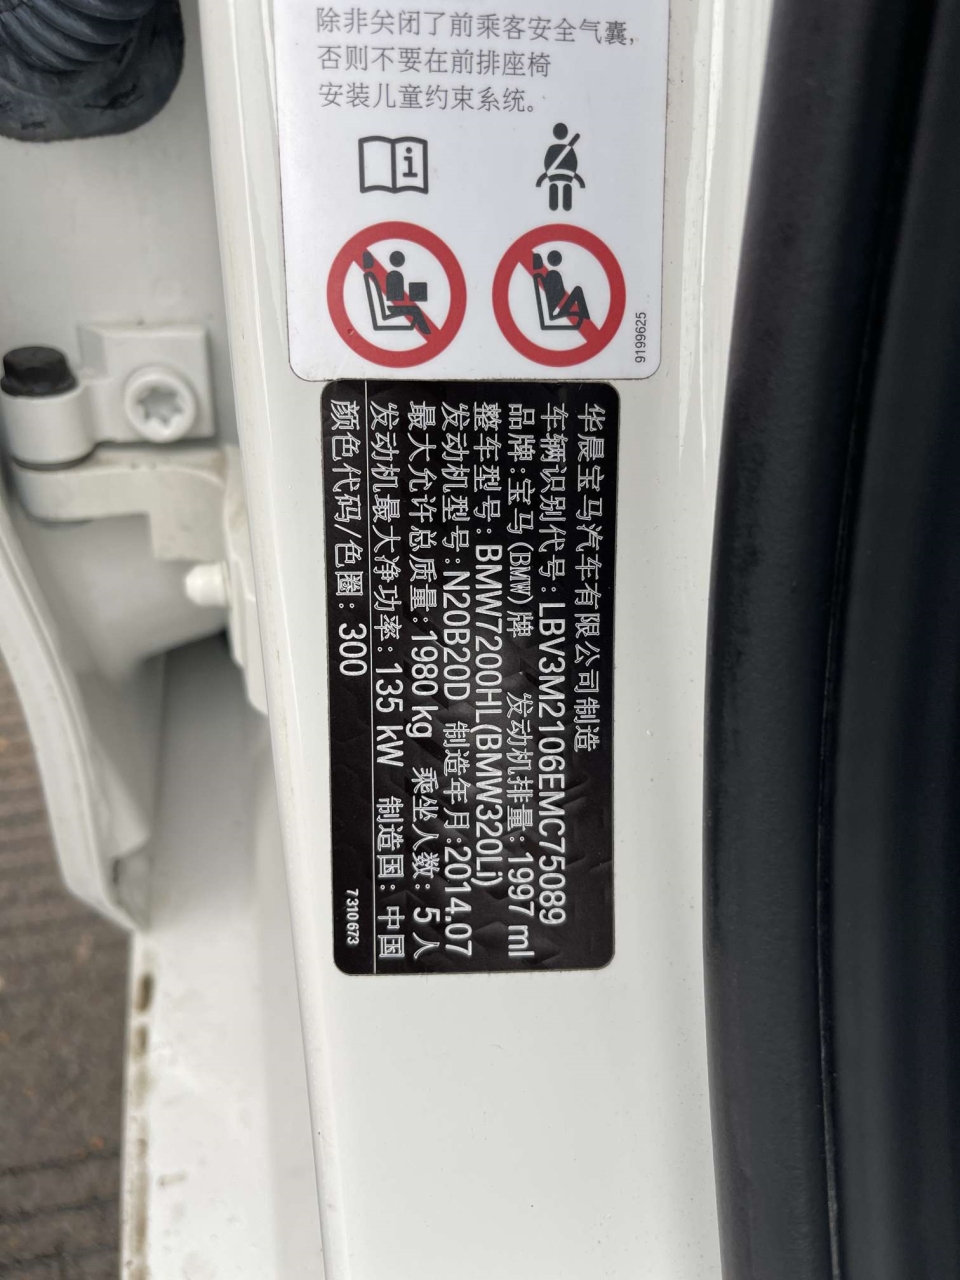 除非关闭了前乘客安全气囊,
否则不要在前排座椅
安装儿童约束系统。
9199625
华晨宝马汽车有限公司制造
车辆识别代号:LBV3M2106EMC75089
品牌:宝马(BMW)牌 发动机排量:1997 ml
整车型号:BMW7200HL(BMW320Li)
发动机型号:N20B20D 制造年月:2014.07
最大允许总质量:1980 kg 乘坐人数:5 人
发动机最大净功率:135 kW 制造国:中国
颜色代码/色圈:300
7310673